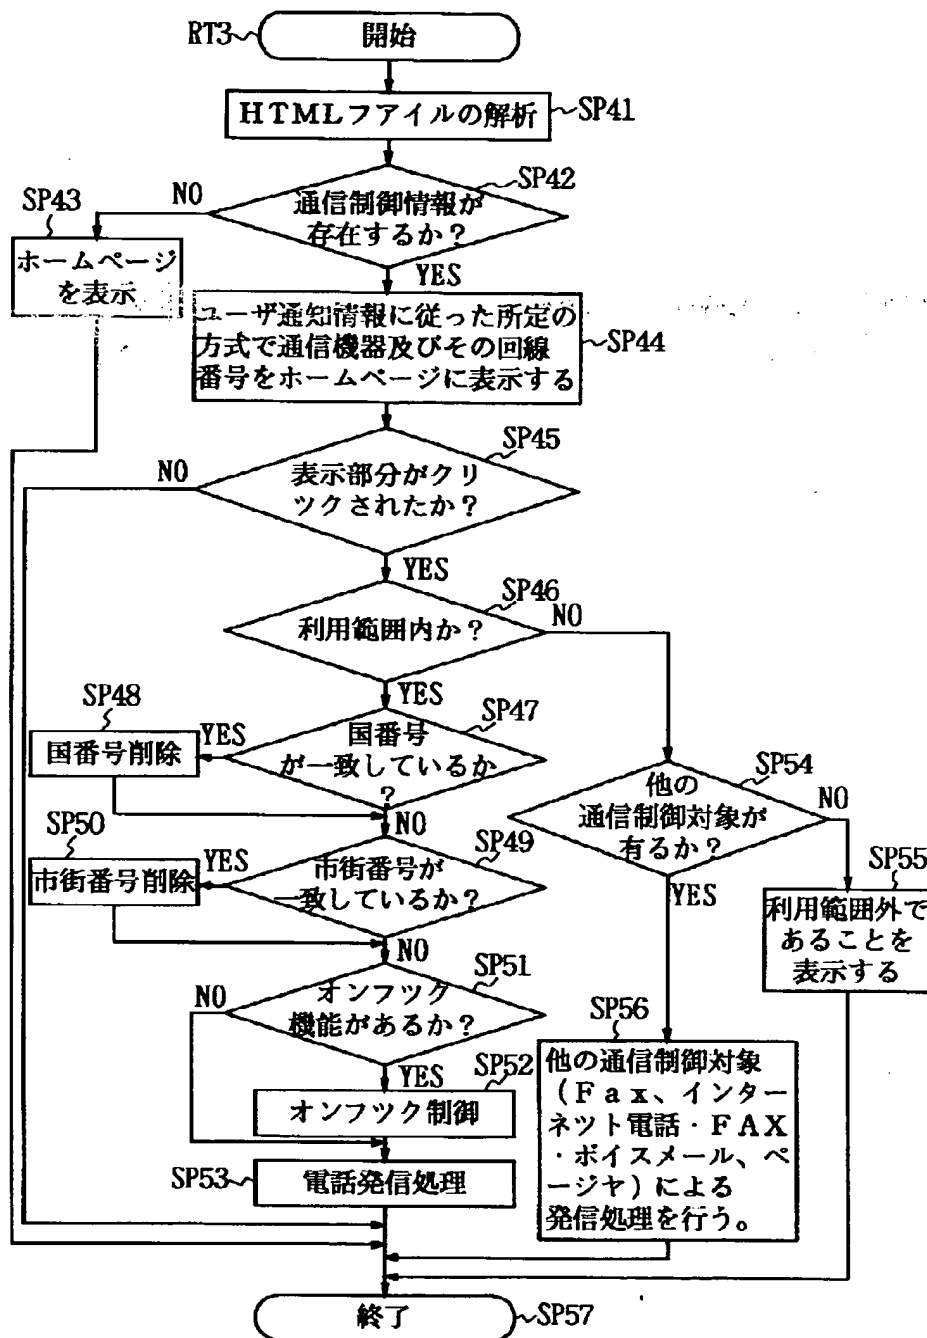 RT3
開始
HTMLフアイルの解析
SP41
SP42
通信制御情報が
存在するか？
NO
YES
SP43
ホームページ
を表示
ユーザ通知情報に従った所定の
方式で通信機器及びその回線
番号をホームページに表示する
SP44
SP45
表示部分がクリ
ツクされたか？
NO
YES
SP46
利用範囲内か？
NO
YES
SP47
国番号
が一致しているか
？
YES
NO
SP48
国番号削除
SP49
市街番号が
一致しているか？
YES
NO
SP50
市街番号削除
SP51
オンフツク
機能があるか？
NO
YES
SP52
オンフツク制御
SP53
電話発信処理
SP54
他の
通信制御対象が
有るか？
NO
YES
SP55
利用範囲外で
あることを
表示する
SP56
他の通信制御対象
（Fax、インター
ネツト電話・FAX
・ボイスメール、ペ
ージヤ）による
発信処理を行う。
終了
SP57